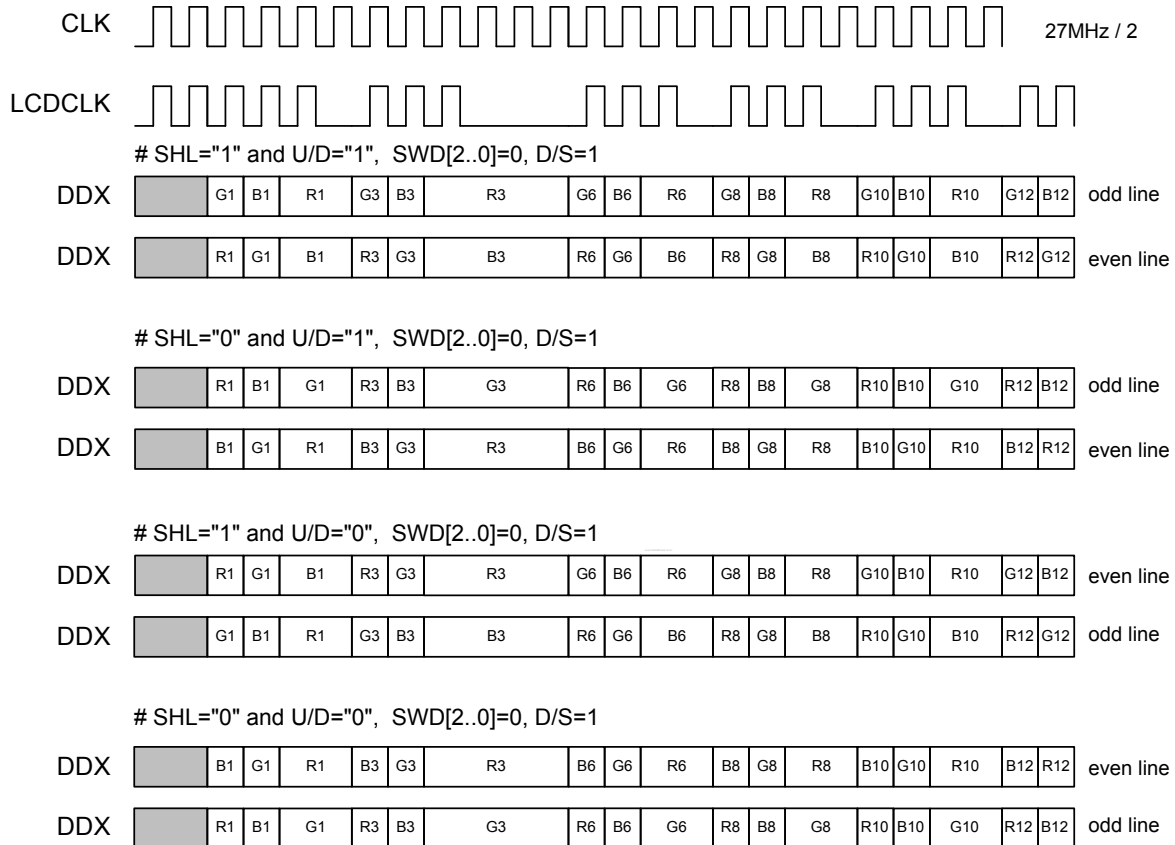 CLK 27MHz / 2
LCDCLK
# SHL="1" and U/D="1", SWD[2..0]=0, D/S=1
DDX G1 B1 R1 G3 B3 R3 G6 B6 R6 G8 B8 R8 G10 B10 R10 G12 B12 odd line
DDX R1 G1 B1 R3 G3 B3 R6 G6 B6 R8 G8 B8 R10 G10 B10 R12 G12 even line
# SHL="0" and U/D="1", SWD[2..0]=0, D/S=1
DDX R1 B1 G1 R3 B3 G3 R6 B6 G6 R8 B8 G8 R10 B10 G10 R12 B12 odd line
DDX B1 G1 R1 B3 G3 R3 B6 G6 R6 B8 G8 R8 B10 G10 R10 B12 R12 even line
# SHL="1" and U/D="0", SWD[2..0]=0, D/S=1
DDX R1 G1 B1 R3 G3 R3 G6 B6 R6 G8 B8 R8 G10 B10 R10 G12 B12 even line
DDX G1 B1 R1 G3 B3 B3 R6 G6 B6 R8 G8 B8 R10 G10 B10 R12 G12 odd line
# SHL="0" and U/D="0", SWD[2..0]=0, D/S=1
DDX B1 G1 R1 B3 G3 R3 B6 G6 R6 B8 G8 R8 B10 G10 R10 B12 R12 even line
DDX R1 B1 G1 R3 B3 G3 R6 B6 G6 R8 B8 G8 R10 B10 G10 R12 B12 odd line